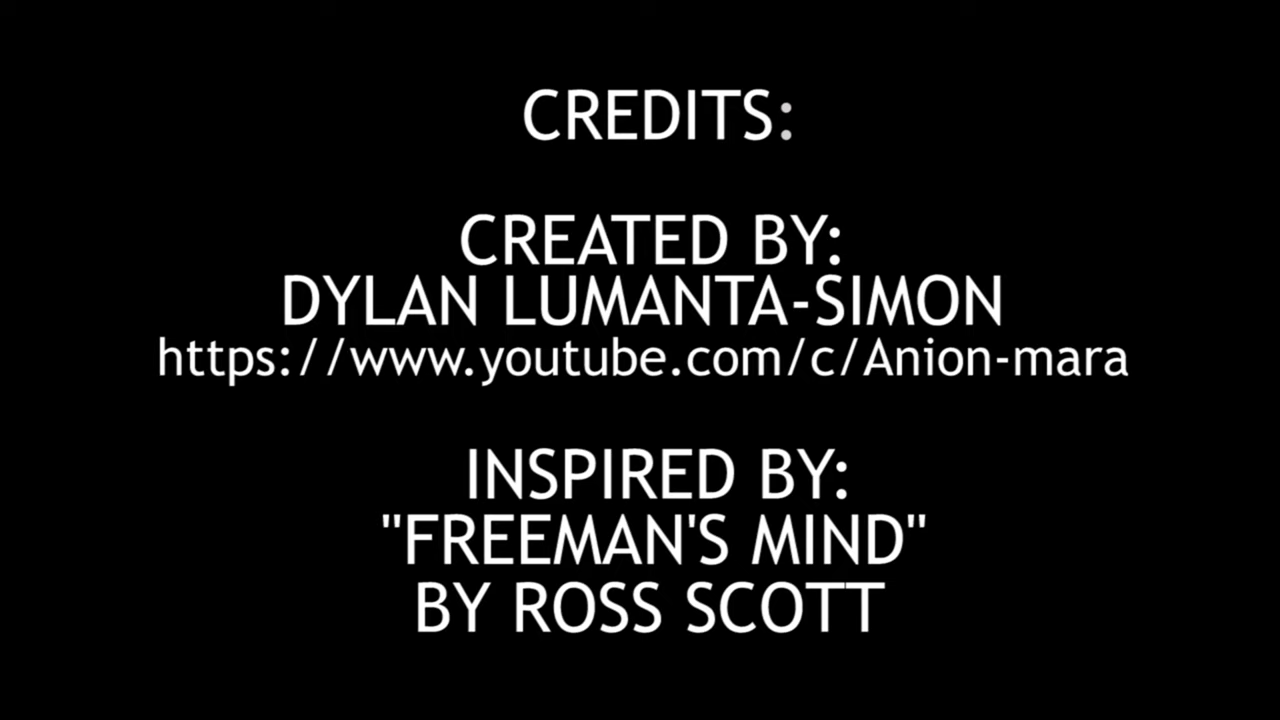 CREDITS:
CREATED BY:
DYLAN LUMANTA-SIMON
https://www.youtube.com/c/Anion-mara
INSPIRED BY:
"FREEMAN'S MIND"
BY ROSS SCOTT